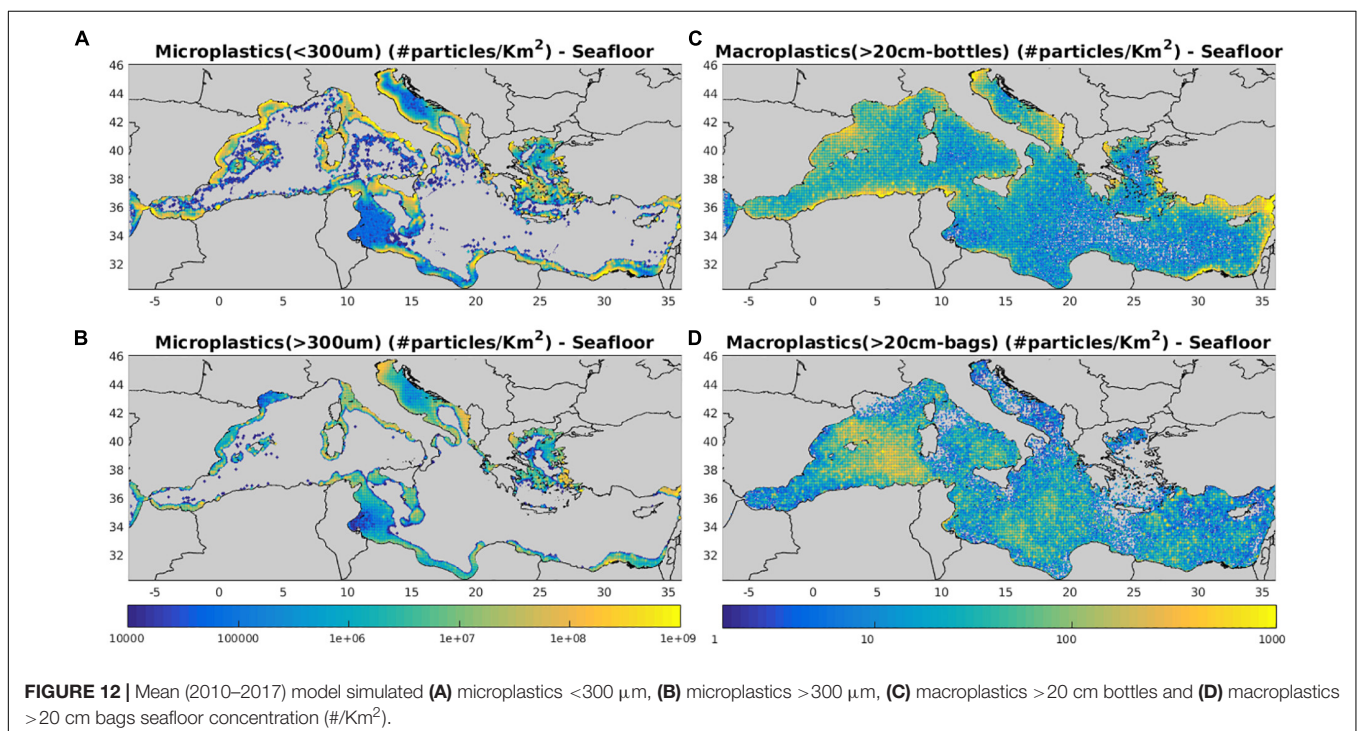 A
Microplastics(<300um) (#particles/Km²) - Seafloor
46
44
42
40
38
36
34
32
-5 0 5 10 15 20 25 30 35
C
Macroplastics(>20cm-bottles) (#particles/Km²) - Seafloor
46
44
42
40
38
36
34
32
-5 0 5 10 15 20 25 30 35
B
Microplastics(>300um) (#particles/Km²) - Seafloor
46
44
42
40
38
36
34
32
-5 0 5 10 15 20 25 30 35
10000 100000 1e+06 1e+07 1e+08 1e+09
D
Macroplastics(>20cm-bags) (#particles/Km²) - Seafloor
46
44
42
40
38
36
34
32
-5 0 5 10 15 20 25 30 35
1 10 100 1000
FIGURE 12 | Mean (2010–2017) model simulated (A) microplastics <300 μm, (B) microplastics >300 μm, (C) macroplastics >20 cm bottles and (D) macroplastics
>20 cm bags seafloor concentration (#/Km²).